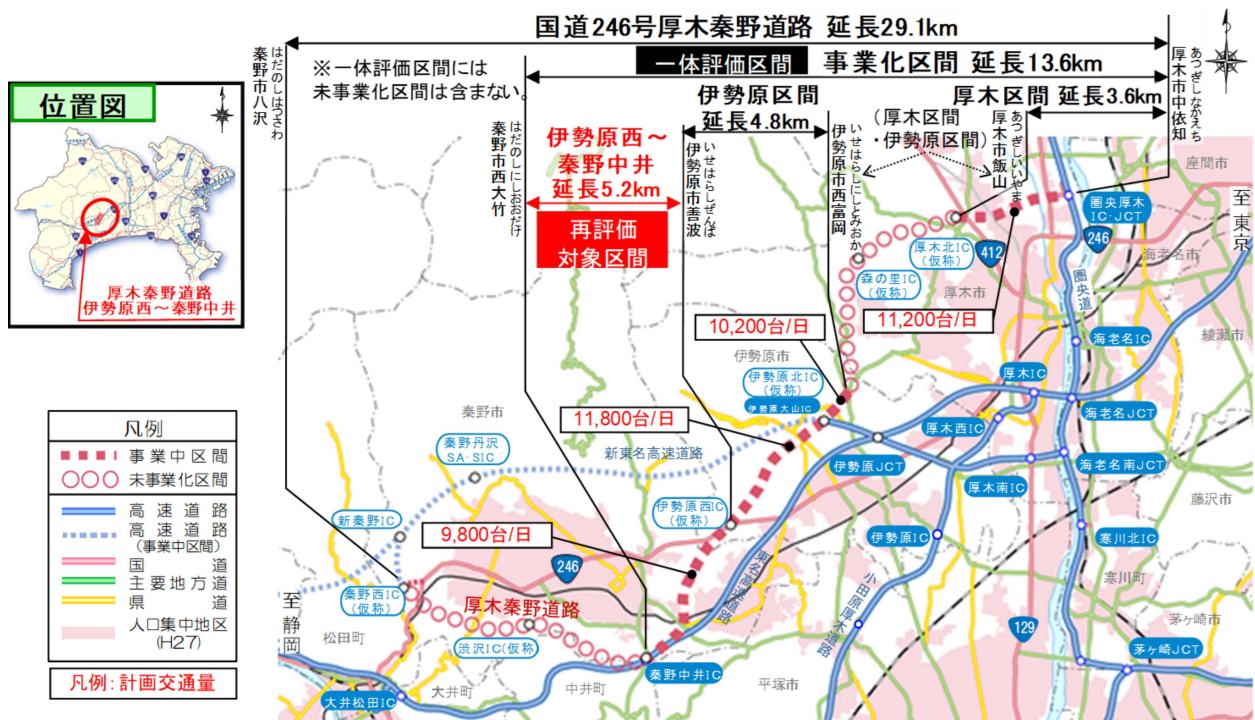 国道246号厚木秦野道路 延長29.1km
一体評価区間 事業化区間 延長13.6km
※一体評価区間には
未事業化区間は含まない。
伊勢原区間
延長4.8km
厚木区間 延長3.6km
(厚木区間
・伊勢原区間)
伊勢原西～
秦野中井
延長5.2km
再評価
対象区間
はだのしはっさわ
秦野市八沢
はだのしにしおおたけ
秦野市西大竹
いせはらしぜんぱ
伊勢原市善波
いせはらしにしとみおか
伊勢原市西富岡
あつぎしいいやま
厚木市飯山
あつぎしなかえち
厚木市中依知
位置図
厚木秦野道路
伊勢原西～秦野中井
凡例
事業中区間
未事業化区間
高速道路
高速道路
(事業中区間)
国道
主要地方道
県道
人口集中地区
(H27)
凡例:計画交通量
至東京
至静岡
座間市
圏央厚木
IC・JCT
246
海老名市
厚木北IC
(仮称)
412
森の里IC
(仮称)
厚木市
圏央道
綾瀬市
10,200台/日
11,200台/日
海老名IC
伊勢原市
伊勢原北IC
(仮称)
伊勢原大山IC
厚木IC
海老名JCT
秦野市
11,800台/日
厚木西IC
秦野丹沢
SA・SIC
新東名高速道路
伊勢原JCT
海老名南JCT
厚木南IC
藤沢市
新秦野IC
伊勢原西IC
(仮称)
9,800台/日
伊勢原IC
寒川北IC
246
東名高速道路
小田原厚木道路
寒川町
秦野西IC
(仮称)
厚木秦野道路
松田町
渋沢IC(仮称
129
茅ヶ崎市
茅ヶ崎JCT
秦野中井IC
大井町
中井町
平塚市
大井松田IC